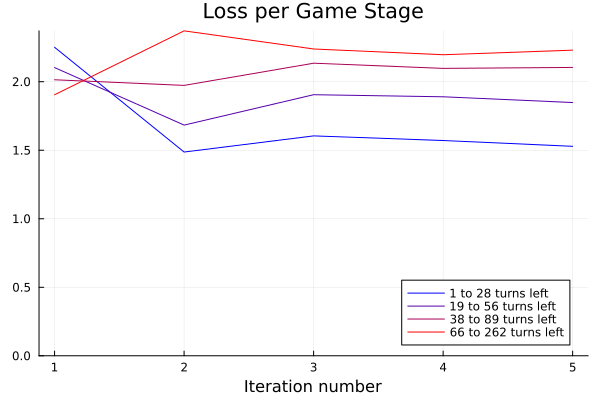 Loss per Game Stage
2.0
1.5
1.0
0.5
0.0
1 to 28 turns left
19 to 56 turns left
38 to 89 turns left
66 to 262 turns left
1 2 3 4 5
Iteration number